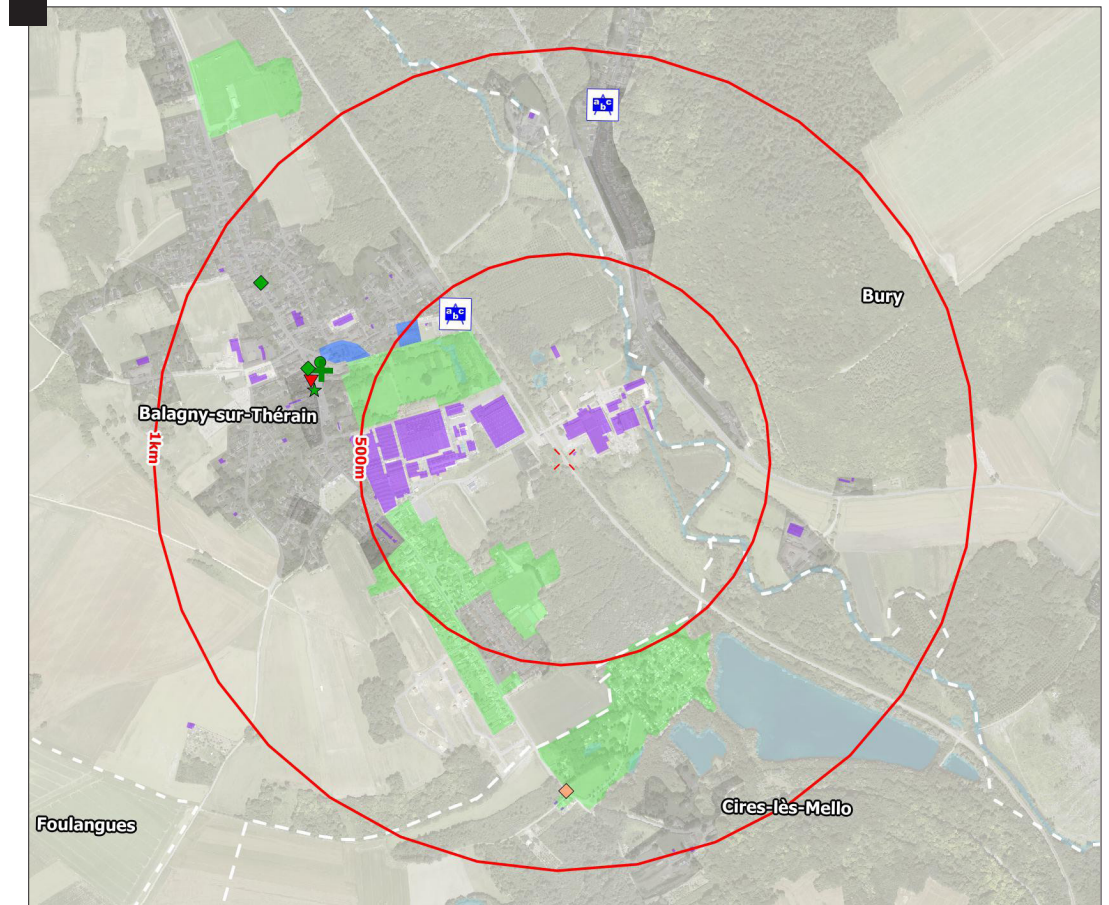 a b c
Bury
a b c
Balagny-sur-Thérain
1km
500m
Cires-lès-Mello
Foulangues